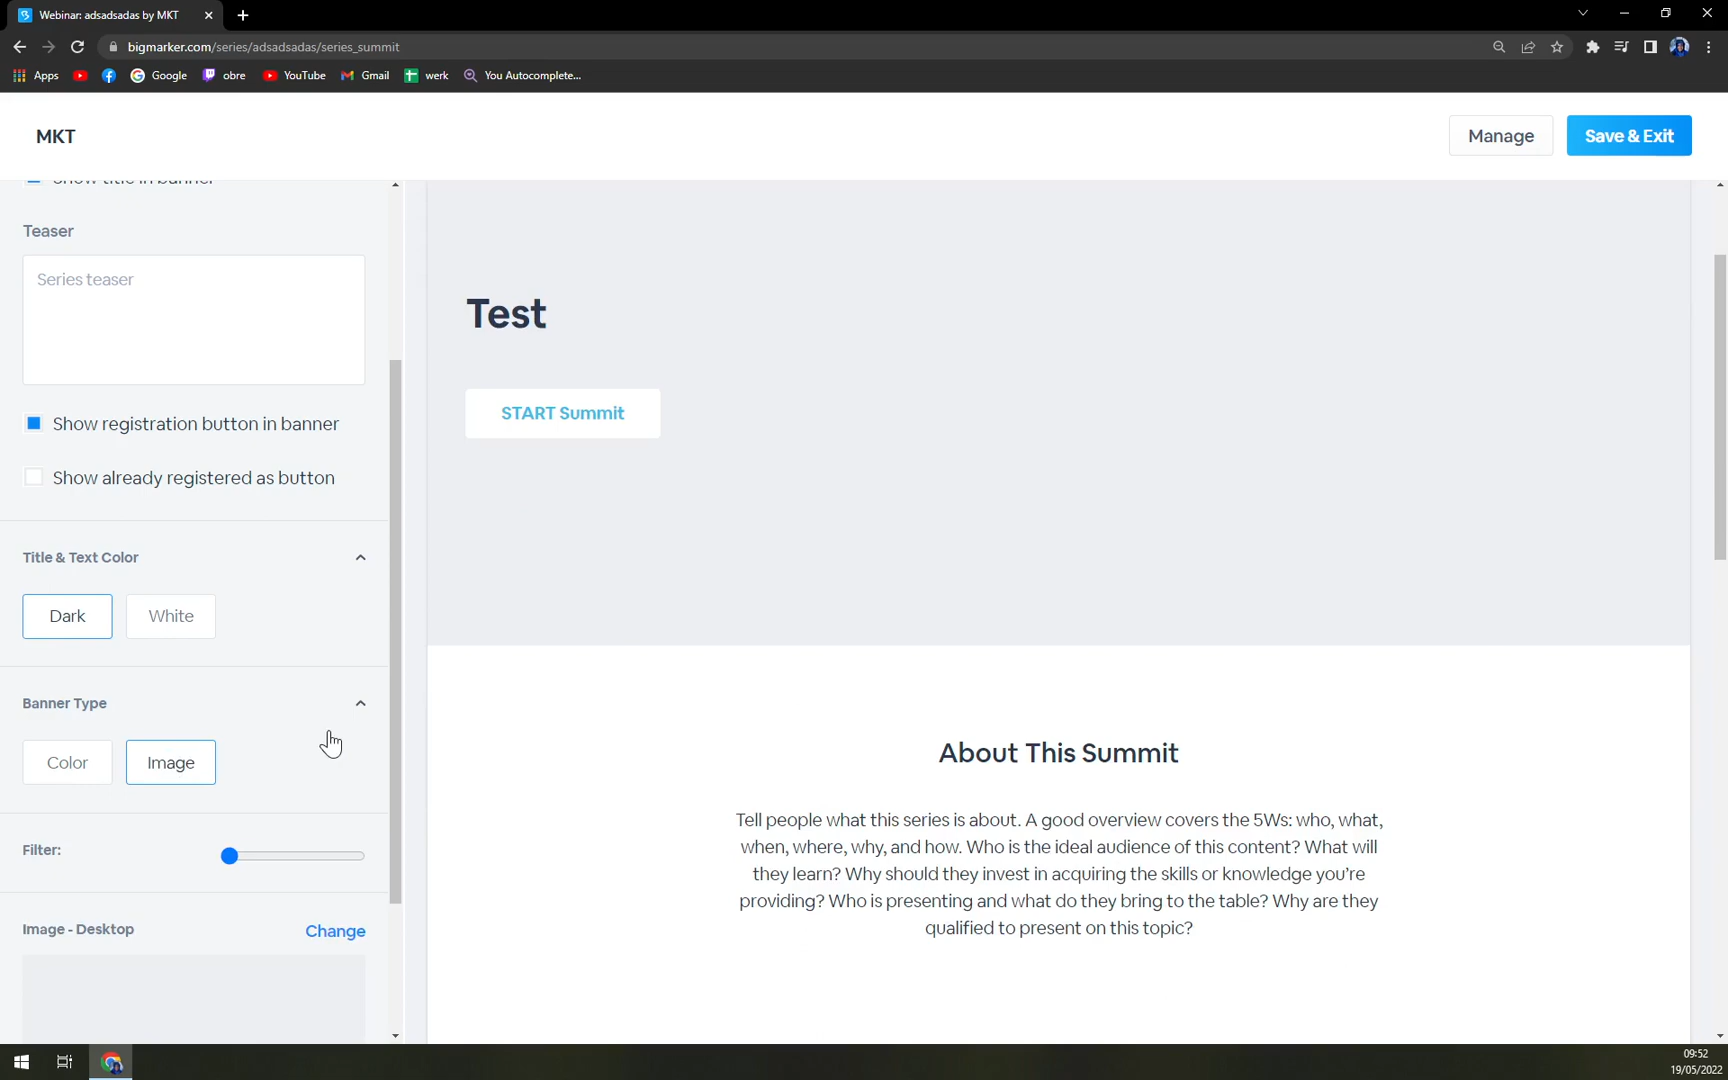 Webinar: adsadsadas by MKT
bigmarker.com/series/adsadsadas/series_summit
Apps
Google
obre
YouTube
Gmail
werk
You Autocomplete...
MKT
Manage
Save & Exit
Show title in banner
Teaser
Series teaser
Show registration button in banner
Show already registered as button
Title & Text Color
Dark
White
Banner Type
Color
Image
Filter:
Image - Desktop
Change
Test
START Summit
About This Summit
Tell people what this series is about. A good overview covers the 5Ws: who, what,
when, where, why, and how. Who is the ideal audience of this content? What will
they learn? Why should they invest in acquiring the skills or knowledge you’re
providing? Who is presenting and what do they bring to the table? Why are they
qualified to present on this topic?
09:52
19/05/2022